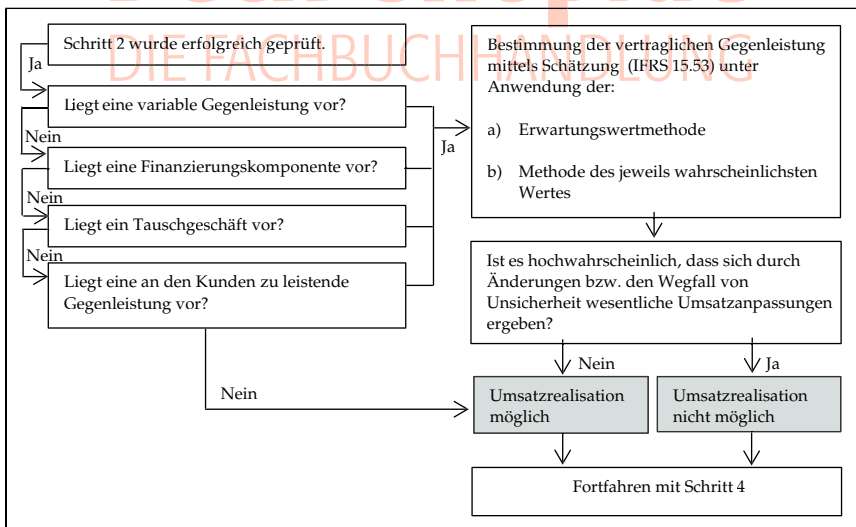 DIE FACHBUCHHANDLUNG
Schritt 2 wurde erfolgreich geprüft.
Ja
Liegt eine variable Gegenleistung vor?
Nein
Liegt eine Finanzierungskomponente vor?
Nein
Liegt ein Tauschgeschäft vor?
Nein
Liegt eine an den Kunden zu leistende
Gegenleistung vor?
Ja
Bestimmung der vertraglichen Gegenleistung
mittels Schätzung (IFRS 15.53) unter
Anwendung der:
a) Erwartungswertmethode
b) Methode des jeweils wahrscheinlichsten
Wertes
Ist es hochwahrscheinlich, dass sich durch
Änderungen bzw. den Wegfall von
Unsicherheit wesentliche Umsatzanpassungen
ergeben?
Nein
Nein
Ja
Umsatzrealisation
möglich
Umsatzrealisation
nicht möglich
Fortfahren mit Schritt 4